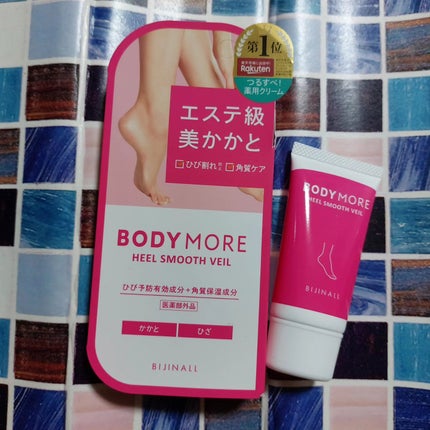 第1位
Rakuten
つるすべ!
薬用クリーム
エステ級
美かかと
ひび割れ 角質ケア
BODY MORE
HEEL SMOOTH VEIL
ひび予防有効成分+角質保湿成分
医薬部外品
かかと ひざ
BIJINALL
BODY MORE
HEEL SMOOTH VEIL
BIJINALL